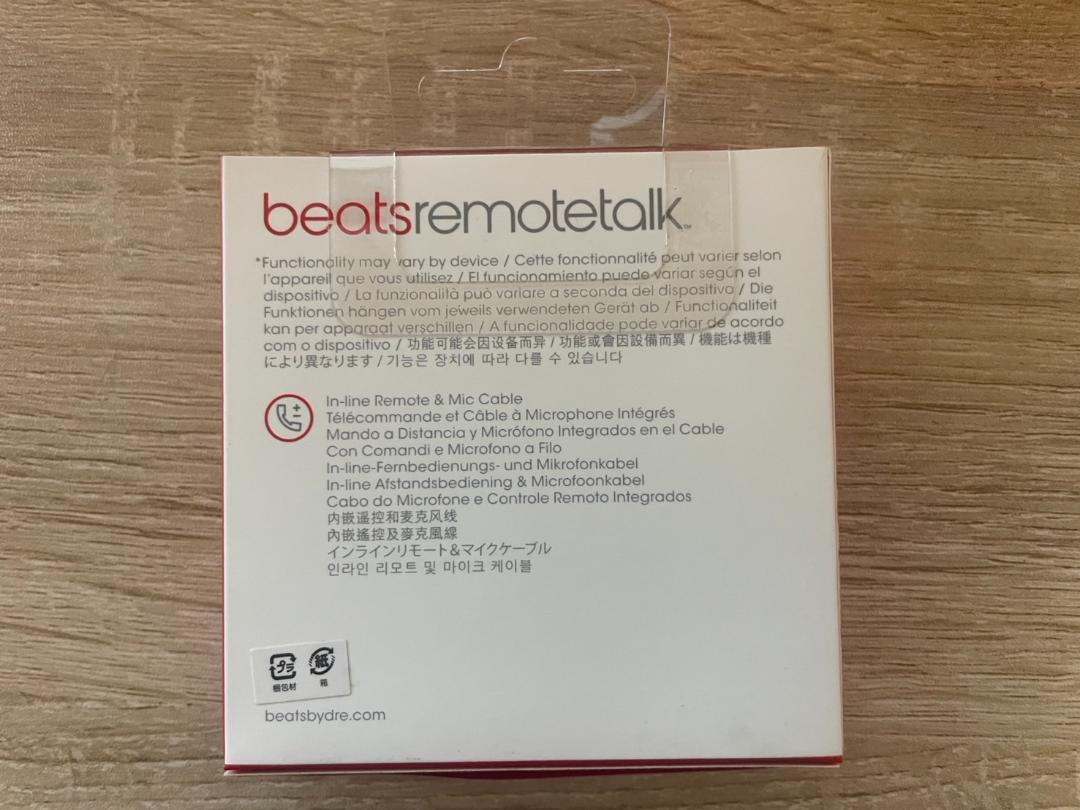 beatsremotetalk™
*Functionality may vary by device / Cette fonctionnalité peut varier selon
l'appareil que vous utilisez / El funcionamiento puede variar según el
dispositivo / La funzionalità può variare a seconda del dispositivo / Die
Funktionen hängen vom jeweils verwendeten Gerät ab / Functionaliteit
kan per apparaat verschillen / A funcionalidade pode variar de acordo
com o dispositivo / 功能可能会因设备而异 / 功能或會因設備而異 / 機能は機種
により異なります / 기능은 장치에 따라 다를 수 있습니다
In-line Remote & Mic Cable
Télécommande et Câble à Microphone Intégrés
Mando a Distancia y Micrófono Integrados en el Cable
Con Comandi e Microfono a Filo
In-line-Fernbedienungs- und Mikrofonkabel
In-line Afstandsbediening & Microfoonkabel
Cabo do Microfone e Controle Remoto Integrados
内嵌遥控和麦克风线
內嵌遙控及麥克風線
インラインリモート&マイクケーブル
인라인 리모트 및 마이크 케이블
プラ 紙
梱包材 箱
beatsbydre.com